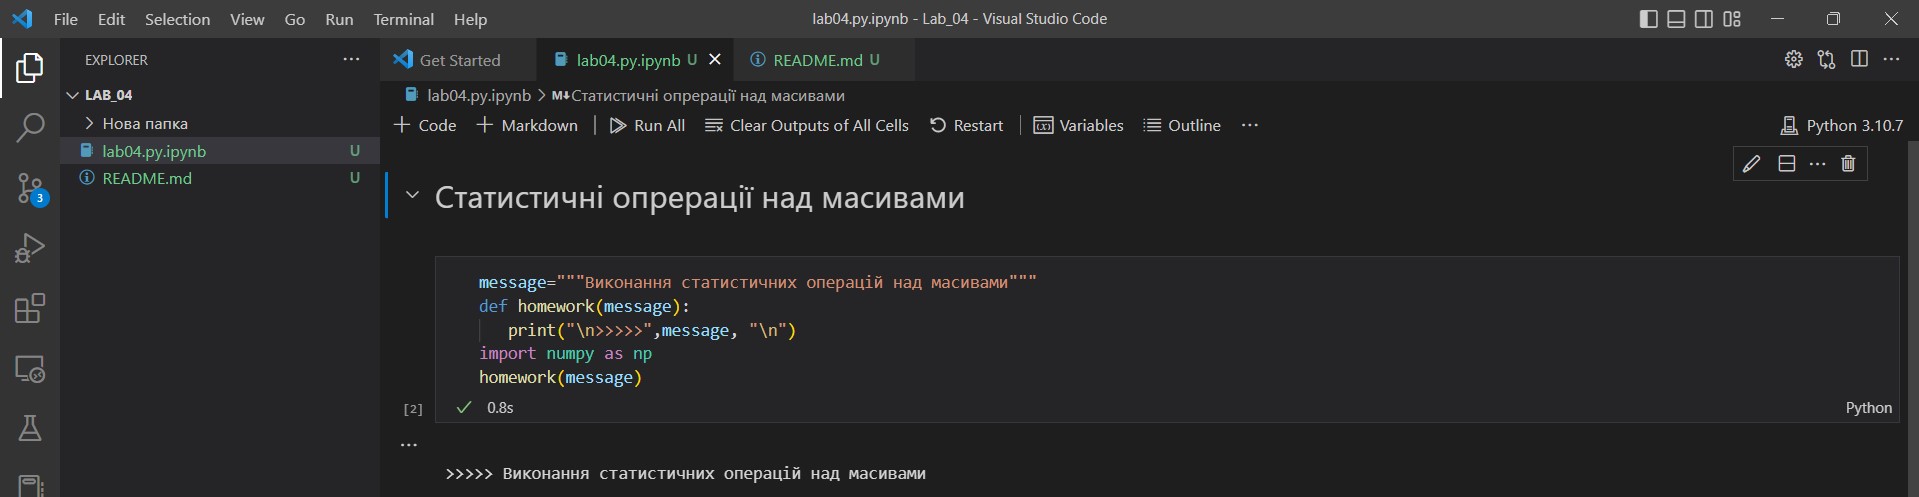 File Edit Selection View Go Run Terminal Help lab04.py.ipynb - Lab_04 - Visual Studio Code
EXPLORER
LAB_04
Нова папка
lab04.py.ipynb U
README.md U
3
Get Started lab04.py.ipynb U README.md U
lab04.py.ipynb > M↓Статистичні опрерації над масивами
+ Code + Markdown | Run All Clear Outputs of All Cells Restart | Variables Outline ... Python 3.10.7
Статистичні опрерації над масивами
message="""Виконання статистичних операцій над масивами"""
def homework(message):
print("\n>>>>>",message, "\n")
import numpy as np
homework(message)
[2] ✓ 0.8s Python
...
>>>>> Виконання статистичних операцій над масивами